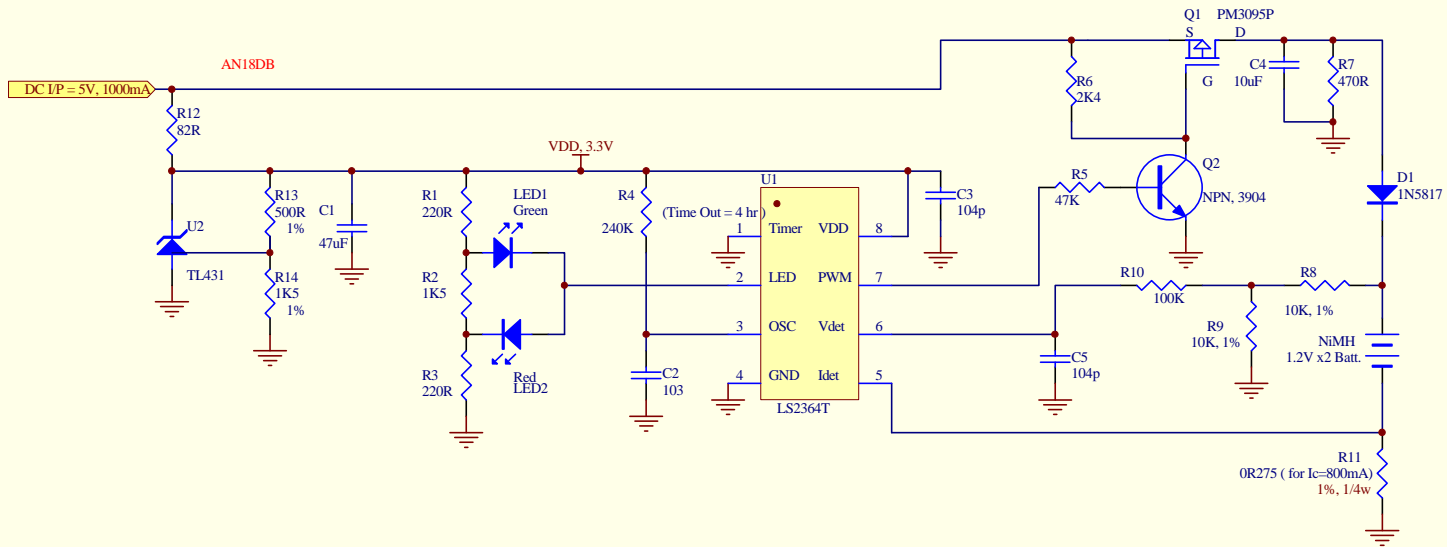 AN18DB
DC I/P = 5V, 1000mA
R12
82R
VDD, 3.3V
R13
500R
1%
C1
47uF
U2
TL431
R14
1K5
1%
R1
220R
LED1
Green
R2
1K5
R3
220R
Red
LED2
R4
240K
C2
103
(Time Out = 4 hr )
U1
1 Timer VDD 8
2 LED PWM 7
3 OSC Vdet 6
4 GND Idet 5
LS2364T
C3
104p
R5
47K
Q2
NPN, 3904
R6
2K4
Q1 PM3095P
S D
G
C4
10uF
R7
470R
D1
1N5817
R10
100K
R8
10K, 1%
R9
10K, 1%
C5
104p
NiMH
1.2V x2 Batt.
R11
0R275 ( for Ic=800mA)
1%, 1/4w